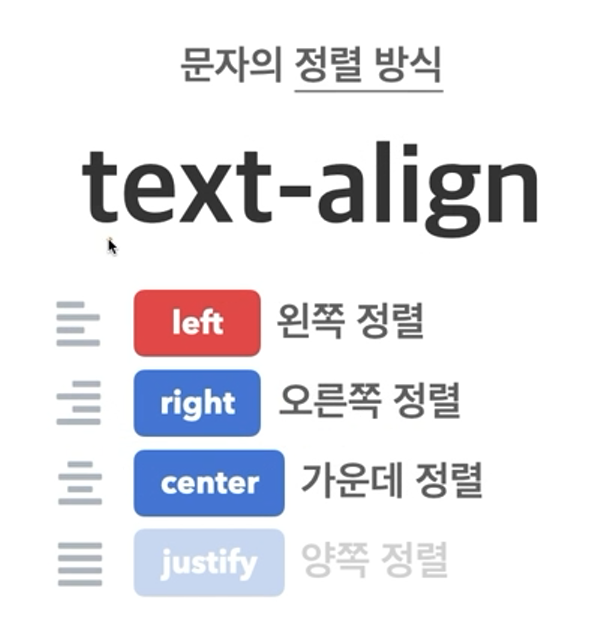 문자의 정렬 방식
text-align
left 왼쪽 정렬
right 오른쪽 정렬
center 가운데 정렬
justify 양쪽 정렬